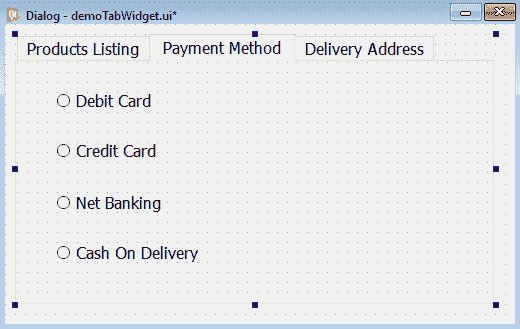 Dialog - demoTabWidget.ui*
Products Listing Payment Method Delivery Address
Debit Card
Credit Card
Net Banking
Cash On Delivery